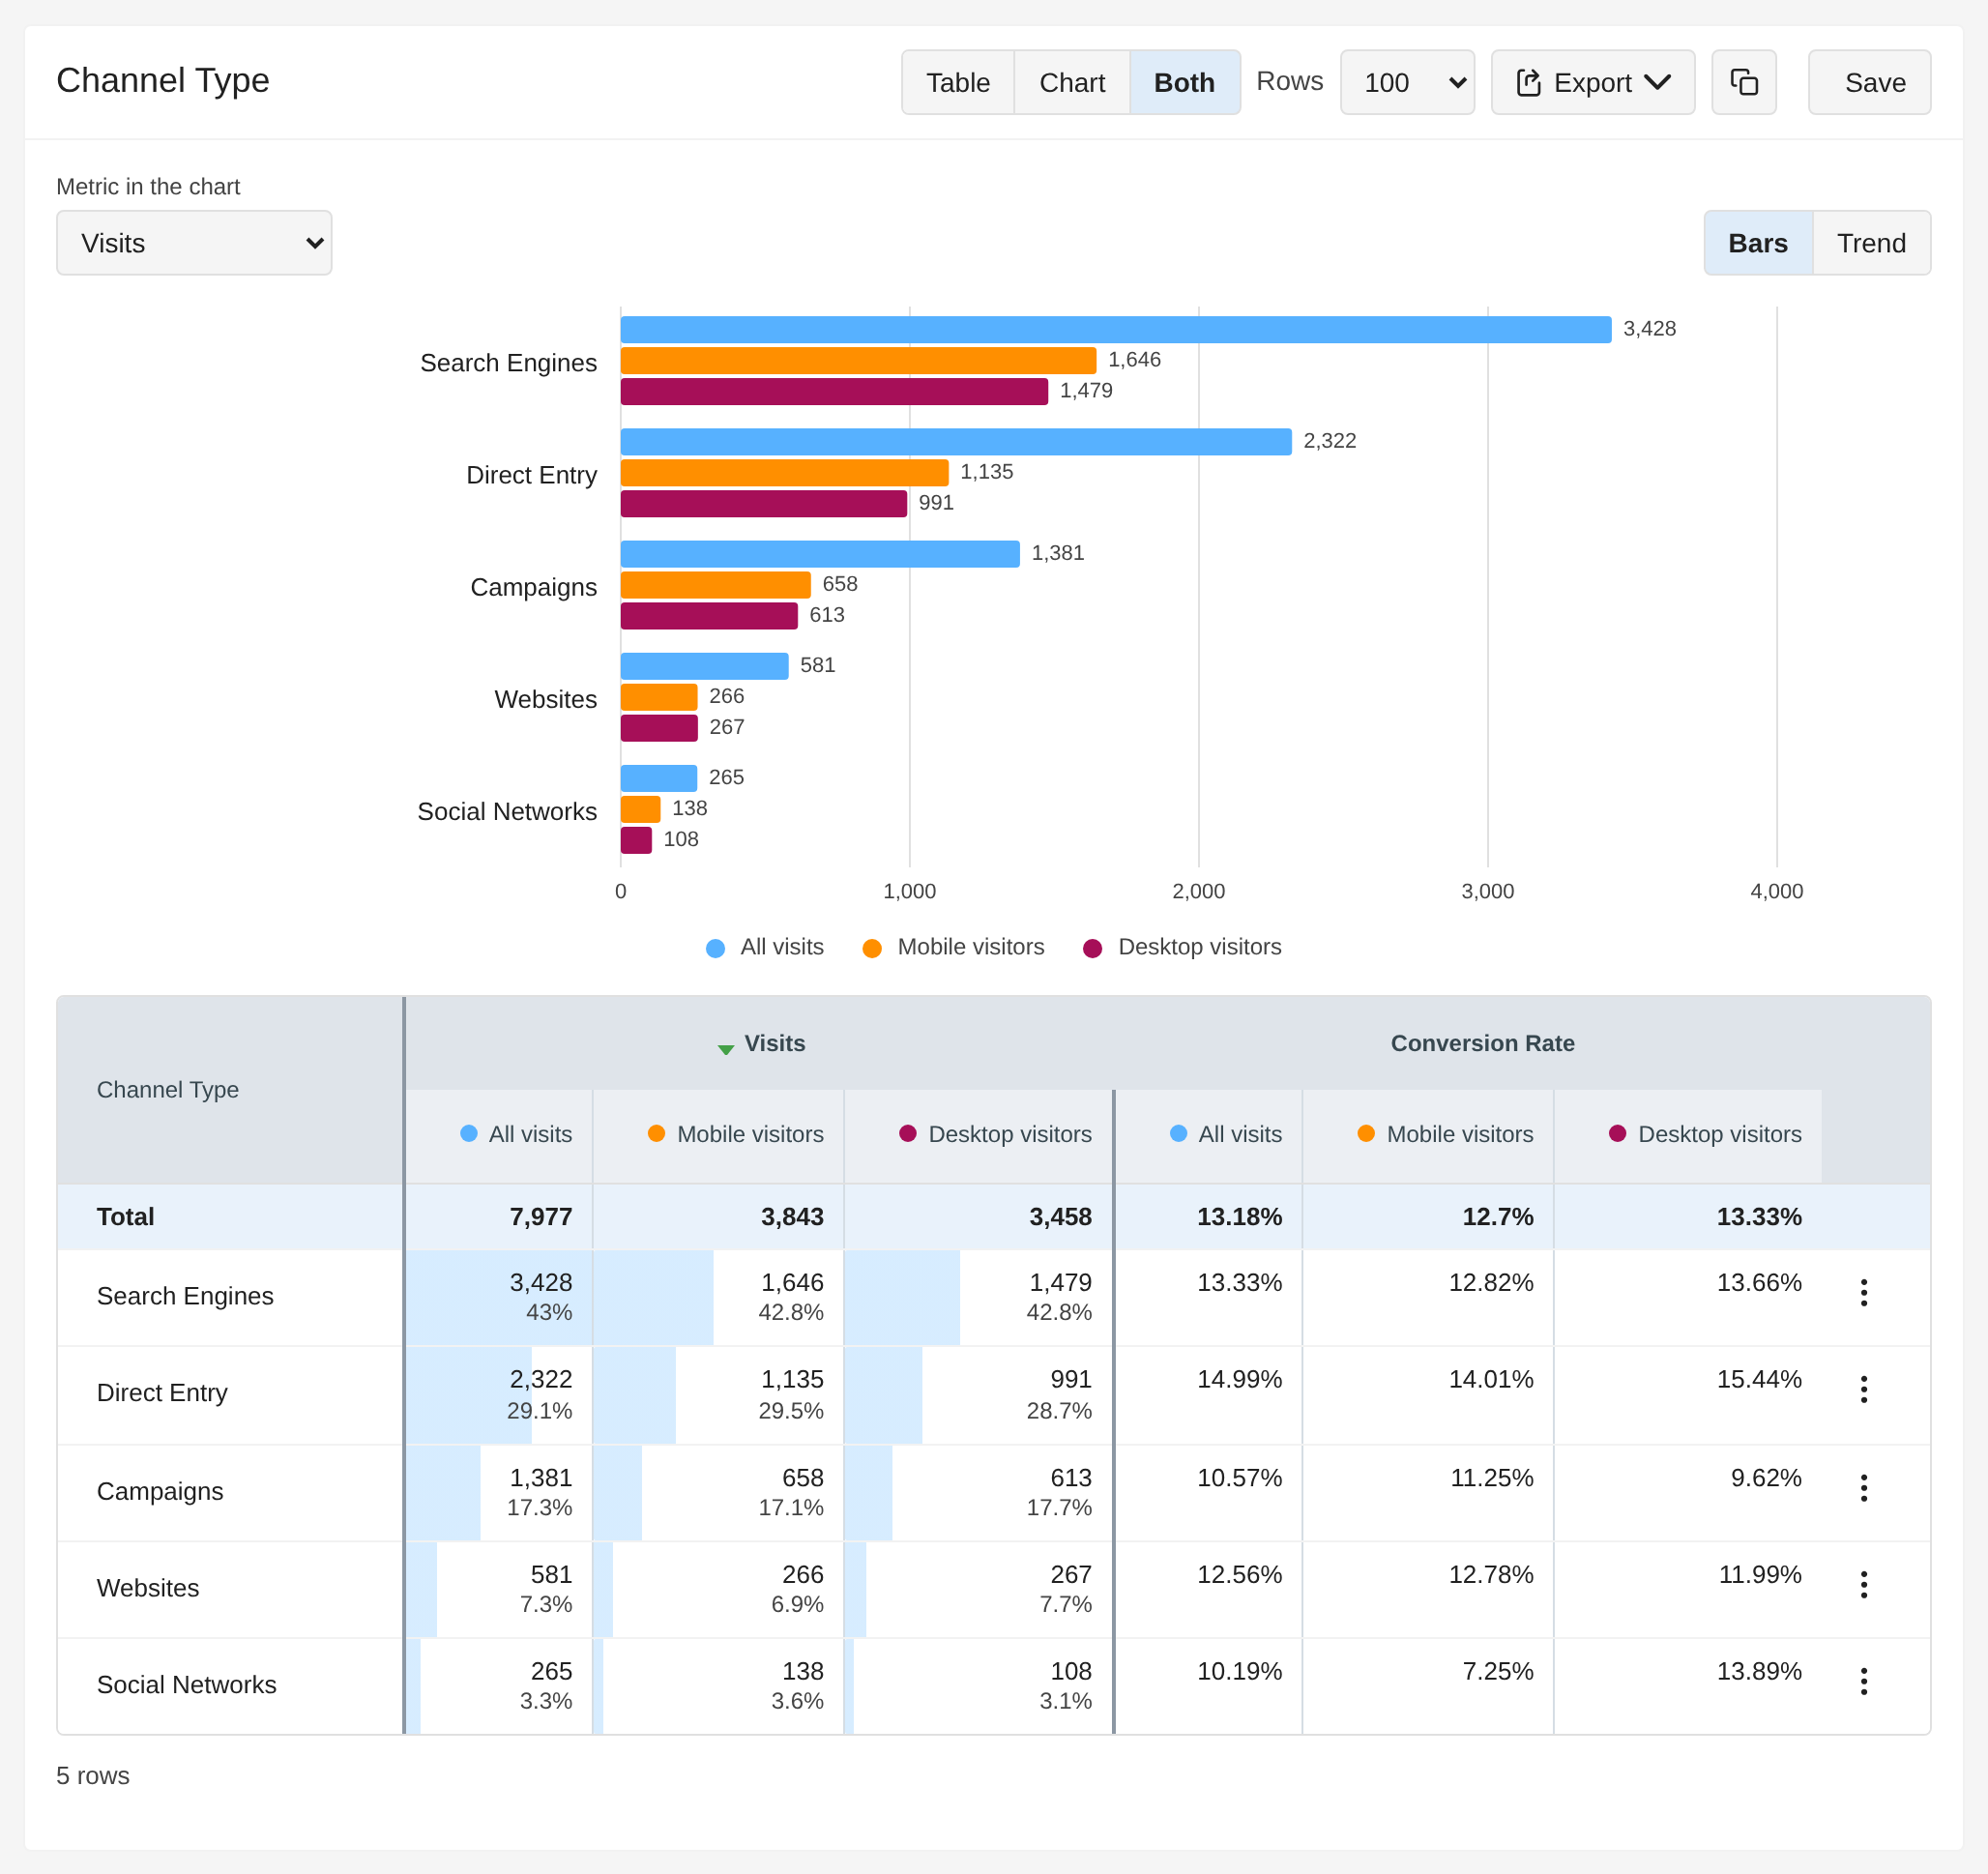 Channel Type
Table Chart Both Rows 100 Export Save
Metric in the chart
Visits
Bars Trend
3,428
Search Engines 1,646
1,479
2,322
Direct Entry 1,135
991
1,381
Campaigns 658
613
581
Websites 266
267
265
Social Networks 138
108
0 1,000 2,000 3,000 4,000
All visits Mobile visitors Desktop visitors
Visits Conversion Rate
Channel Type
All visits Mobile visitors Desktop visitors All visits Mobile visitors Desktop visitors
Total 7,977 3,843 3,458 13.18% 12.7% 13.33%
Search Engines 3,428 1,646 1,479 13.33% 12.82% 13.66%
43% 42.8% 42.8%
Direct Entry 2,322 1,135 991 14.99% 14.01% 15.44%
29.1% 29.5% 28.7%
Campaigns 1,381 658 613 10.57% 11.25% 9.62%
17.3% 17.1% 17.7%
Websites 581 266 267 12.56% 12.78% 11.99%
7.3% 6.9% 7.7%
Social Networks 265 138 108 10.19% 7.25% 13.89%
3.3% 3.6% 3.1%
5 rows